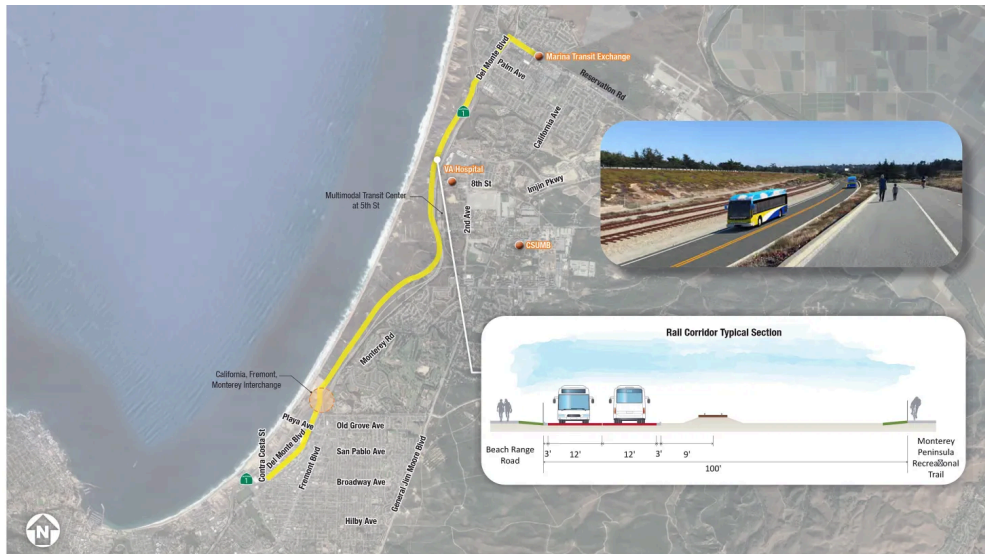 Del Monte Blvd
Marina Transit Exchange
Palm Ave
Reservation Rd
1
California Ave
VA Hospital
8th St
Imjin Pkwy
Multimodal Transit Center
at 5th St
2nd Ave
CSUMB
Monterey Rd
California, Fremont,
Monterey Interchange
Playa Ave
Old Grove Ave
Contra Costa St
Del Monte Blvd
Fremont Blvd
San Pablo Ave
General Jim Moore Blvd
1
Broadway Ave
Hilby Ave
N
Rail Corridor Typical Section
Beach Range
Road
3' 12' 12' 3' 9'
100'
Monterey
Peninsula
Recreational
Trail